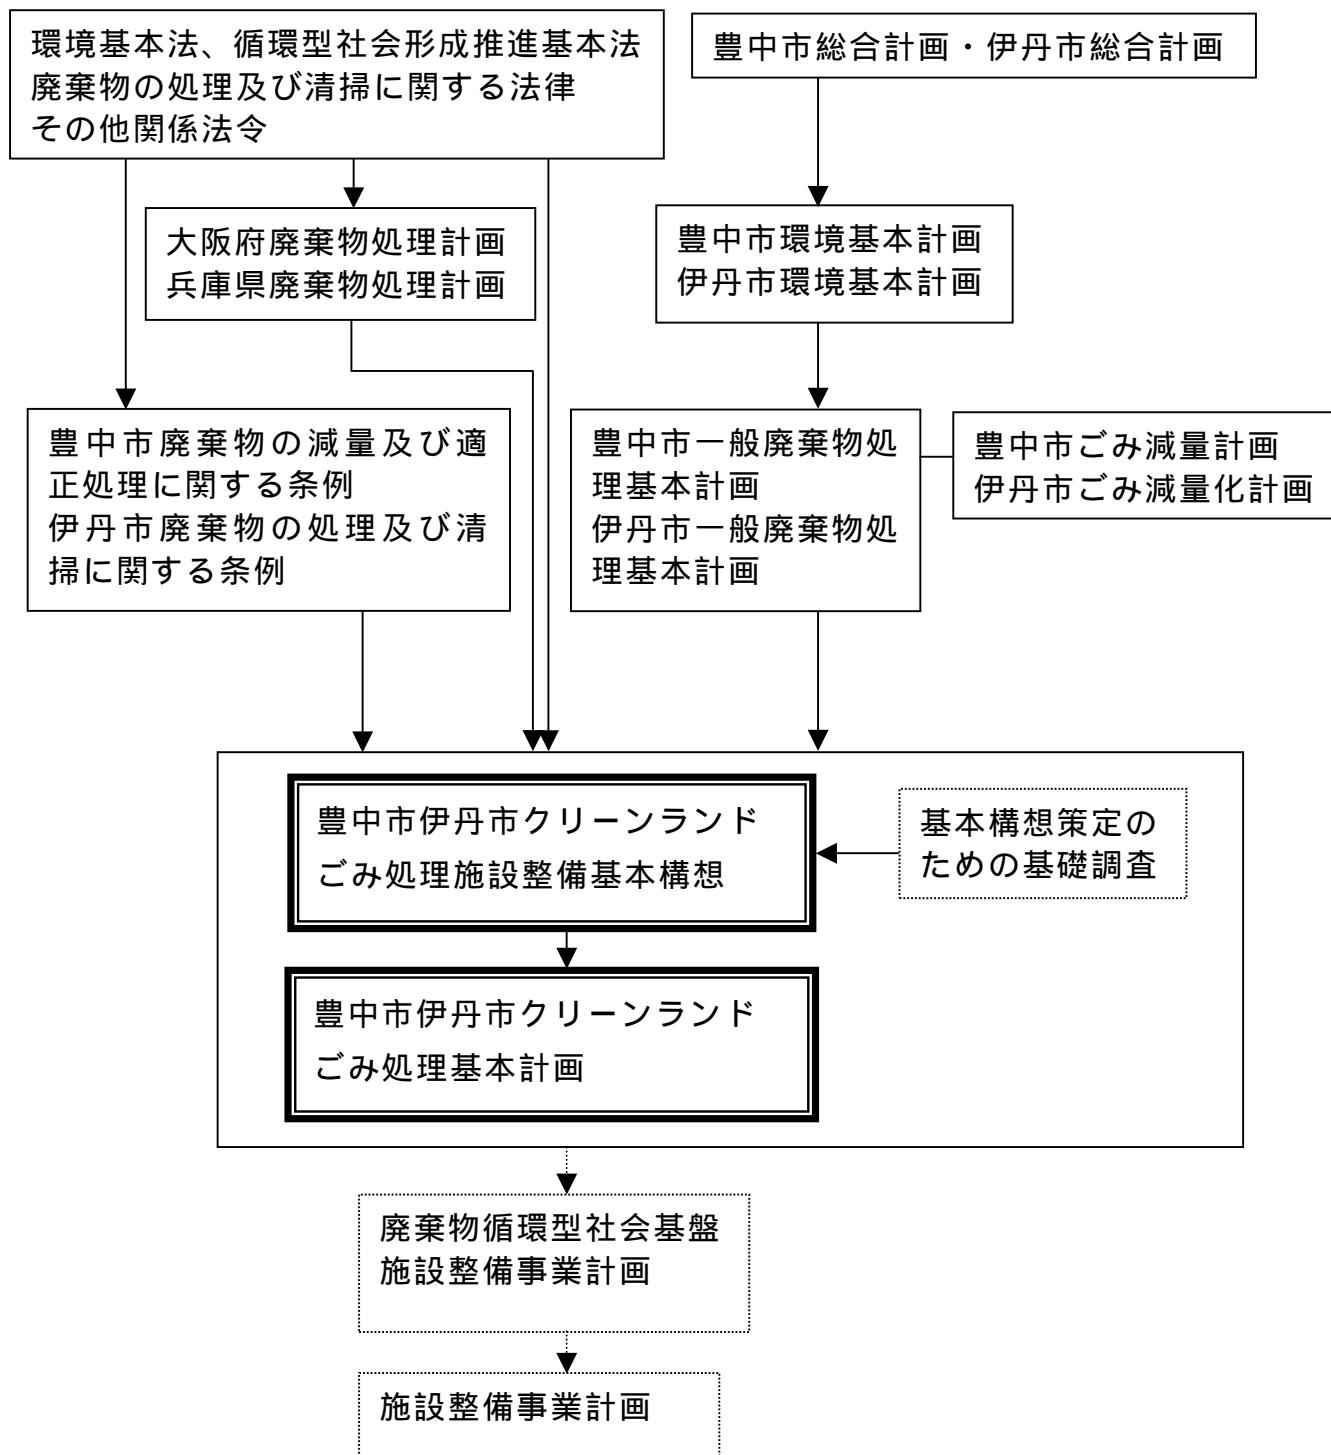 環境基本法、循環型社会形成推進基本法
廃棄物の処理及び清掃に関する法律
その他関係法令
豊中市総合計画・伊丹市総合計画
大阪府廃棄物処理計画
兵庫県廃棄物処理計画
豊中市環境基本計画
伊丹市環境基本計画
豊中市廃棄物の減量及び適
正処理に関する条例
伊丹市廃棄物の処理及び清
掃に関する条例
豊中市一般廃棄物処
理基本計画
伊丹市一般廃棄物処
理基本計画
豊中市ごみ減量計画
伊丹市ごみ減量化計画
豊中市伊丹市クリーンランド
ごみ処理施設整備基本構想
基本構想策定の
ための基礎調査
豊中市伊丹市クリーンランド
ごみ処理基本計画
廃棄物循環型社会基盤
施設整備事業計画
施設整備事業計画